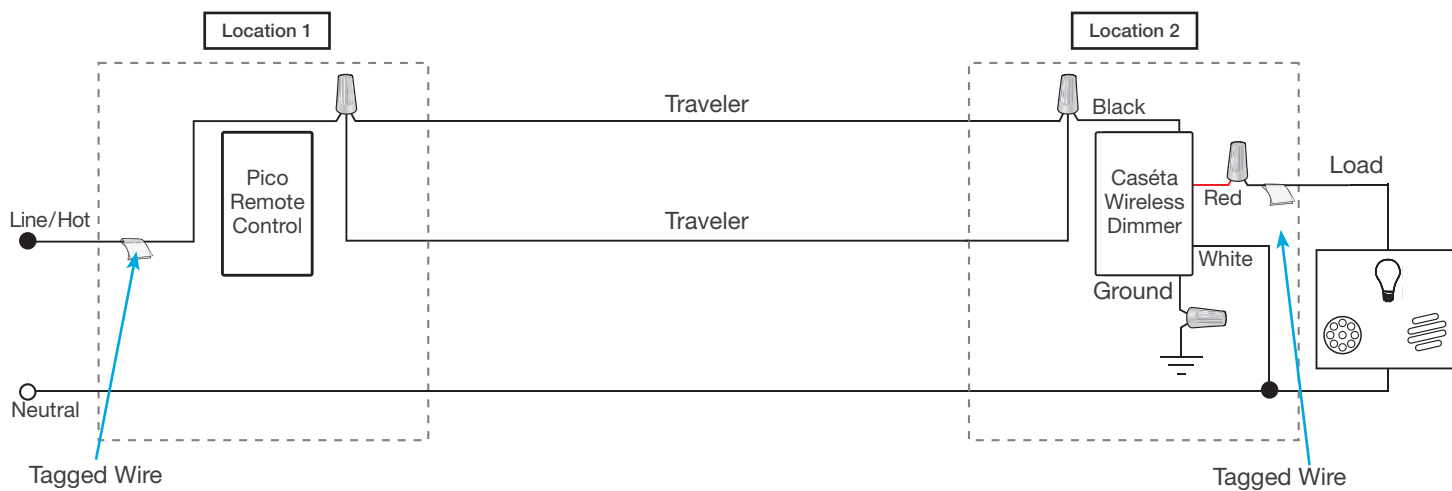 Location 1
Location 2
Traveler
Black
Load
Pico
Remote
Control
Caséta
Wireless
Dimmer
Red
Line/Hot
Traveler
White
Ground
Neutral
Tagged Wire
Tagged Wire